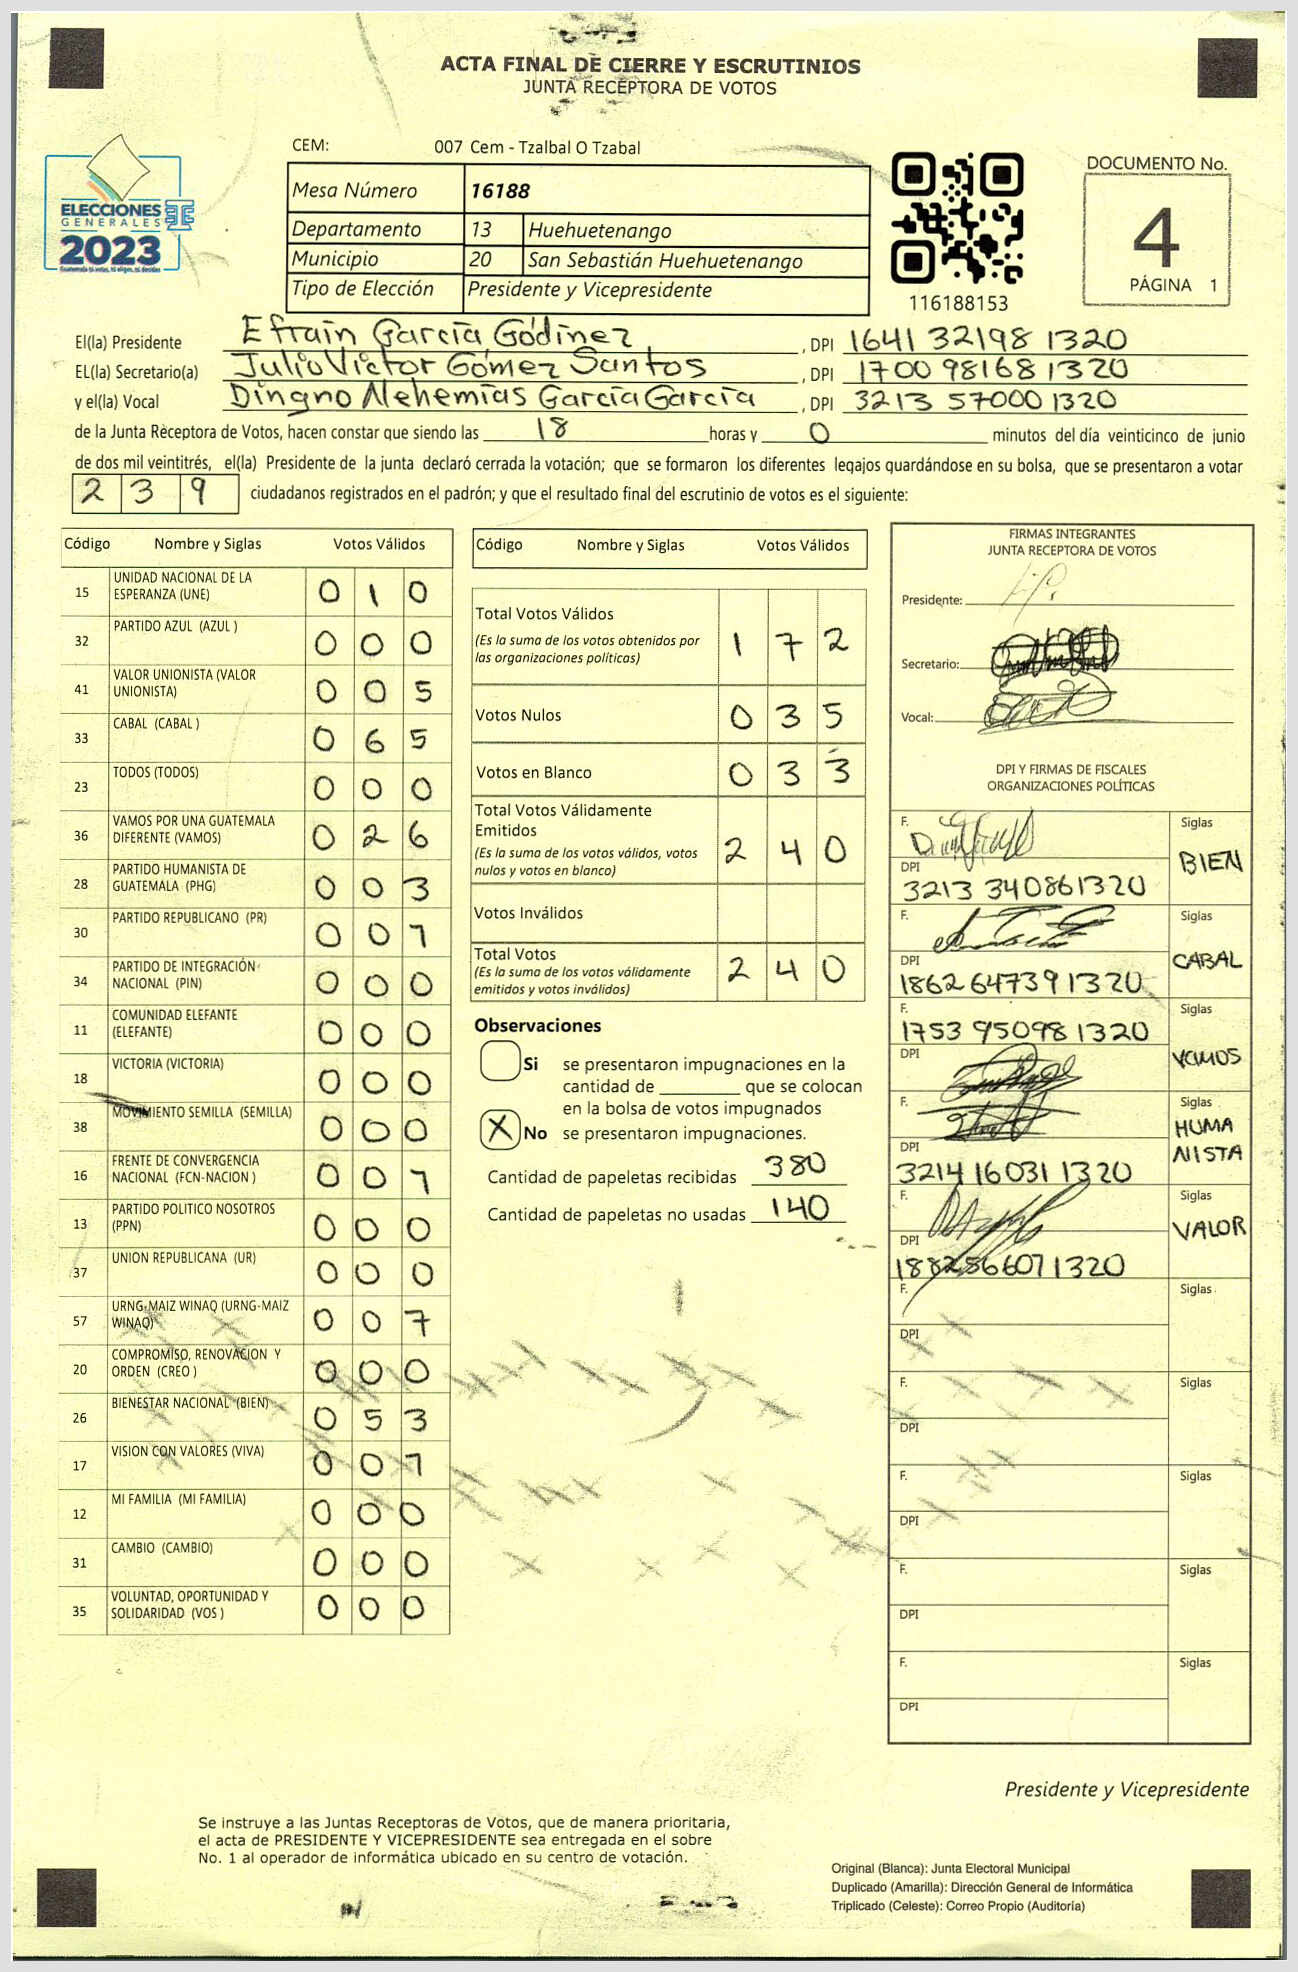 ACTA FINAL DE CIERRE Y ESCRUTINIOS
JUNTA RECEPTORA DE VOTOS
CEM: 007 Cem - Tzalbal O Tzabal
Mesa Número 16188
Departamento 13 Huehuetenango
Municipio 20 San Sebastián Huehuetenango
Tipo de Elección Presidente y Vicepresidente
ELECCIONES
GENERALES
2023
116188153
DOCUMENTO No.
4
PÁGINA 1
El(la) Presidente Efraín García Gódinez, DPI 1641 32198 1320
EL(la) Secretario(a) Julio Victor Gómez Santos, DPI 1700 98168 1320
y el(la) Vocal Dingno Nehemías García García, DPI 3213 57000 1320
de la Junta Receptora de Votos, hacen constar que siendo las 18 horas y 0 minutos del día veinticinco de junio
de dos mil veintitrés, el(la) Presidente de la junta declaró cerrada la votación; que se formaron los diferentes legajos guardándose en su bolsa, que se presentaron a votar
239 ciudadanos registrados en el padrón; y que el resultado final del escrutinio de votos es el siguiente:
Código Nombre y Siglas Votos Válidos
15 UNIDAD NACIONAL DE LA ESPERANZA (UNE) 0 1 0
32 PARTIDO AZUL (AZUL ) 0 0 0
41 VALOR UNIONISTA (VALOR UNIONISTA) 0 0 5
33 CABAL (CABAL ) 0 6 5
23 TODOS (TODOS) 0 0 0
36 VAMOS POR UNA GUATEMALA DIFERENTE (VAMOS) 0 2 6
28 PARTIDO HUMANISTA DE GUATEMALA (PHG) 0 0 3
30 PARTIDO REPUBLICANO (PR) 0 0 7
34 PARTIDO DE INTEGRACIÓN NACIONAL (PIN) 0 0 0
11 COMUNIDAD ELEFANTE (ELEFANTE) 0 0 0
18 VICTORIA (VICTORIA) 0 0 0
38 MOVIMIENTO SEMILLA (SEMILLA) 0 0 0
16 FRENTE DE CONVERGENCIA NACIONAL (FCN-NACION ) 0 0 7
13 PARTIDO POLITICO NOSOTROS (PPN) 0 0 0
37 UNION REPUBLICANA (UR) 0 0 0
57 URNG-MAIZ WINAQ (URNG-MAIZ WINAQ) 0 0 7
20 COMPROMISO, RENOVACION Y ORDEN (CREO ) 0 0 0
26 BIENESTAR NACIONAL (BIEN) 0 5 3
17 VISION CON VALORES (VIVA) 0 0 7
12 MI FAMILIA (MI FAMILIA) 0 0 0
31 CAMBIO (CAMBIO) 0 0 0
35 VOLUNTAD, OPORTUNIDAD Y SOLIDARIDAD (VOS ) 0 0 0
Código Nombre y Siglas Votos Válidos
Total Votos Válidos 1 7 2
(Es la suma de los votos obtenidos por
las organizaciones políticas)
Votos Nulos 0 3 5
Votos en Blanco 0 3 3
Total Votos Válidamente
Emitidos 2 4 0
(Es la suma de los votos válidos, votos
nulos y votos en blanco)
Votos Inválidos
Total Votos 2 4 0
(Es la suma de los votos válidamente
emitidos y votos inválidos)
Observaciones
Si se presentaron impugnaciones en la
cantidad de ________ que se colocan
en la bolsa de votos impugnados
X No se presentaron impugnaciones.
Cantidad de papeletas recibidas 380
Cantidad de papeletas no usadas 140
FIRMAS INTEGRANTES
JUNTA RECEPTORA DE VOTOS
Presidente:
Secretario:
Vocal:
DPI Y FIRMAS DE FISCALES
ORGANIZACIONES POLÍTICAS
F. Siglas
BIEN
DPI
3213 34086 1320
F. Siglas
CABAL
DPI
1862 64739 1320
F. Siglas
1753 95098 1320
DPI
VAMOS
F. Siglas
HUMA
NISTA
DPI
3214 16031 1320
F. Siglas
VALOR
DPI
1882 56607 1320
F. Siglas
DPI
F. Siglas
DPI
F. Siglas
DPI
F. Siglas
DPI
F. Siglas
DPI
Presidente y Vicepresidente
Se instruye a las Juntas Receptoras de Votos, que de manera prioritaria,
el acta de PRESIDENTE Y VICEPRESIDENTE sea entregada en el sobre
No. 1 al operador de informática ubicado en su centro de votación.
Original (Blanca): Junta Electoral Municipal
Duplicado (Amarilla): Dirección General de Informática
Triplicado (Celeste): Correo Propio (Auditoría)